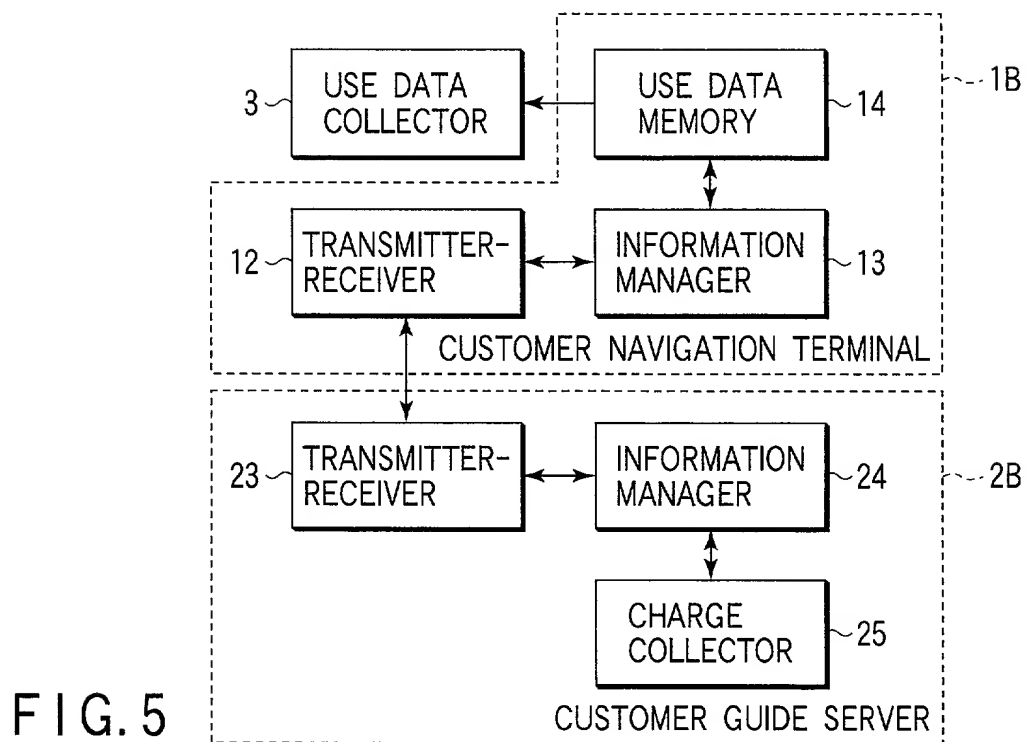 USE DATA
COLLECTOR
3
USE DATA
MEMORY
14
1B
TRANSMITTER-
RECEIVER
12
INFORMATION
MANAGER
13
CUSTOMER NAVIGATION TERMINAL
TRANSMITTER-
RECEIVER
23
INFORMATION
MANAGER
24
2B
CHARGE
COLLECTOR
25
CUSTOMER GUIDE SERVER
FIG. 5